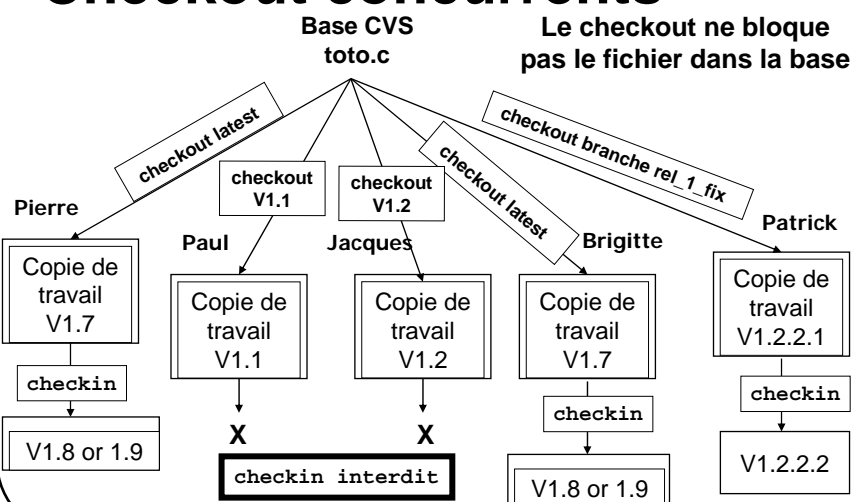 Checkout concurrents
Base CVS
toto.c
Le checkout ne bloque
pas le fichier dans la base
checkout latest
checkout
V1.1
checkout
V1.2
checkout latest
checkout branche rel_1_fix
Pierre
Paul
Jacques
Brigitte
Patrick
Copie de
travail
V1.7
Copie de
travail
V1.1
Copie de
travail
V1.2
Copie de
travail
V1.7
Copie de
travail
V1.2.2.1
checkin
X
X
checkin
checkin
V1.8 or 1.9
checkin interdit
V1.8 or 1.9
V1.2.2.2